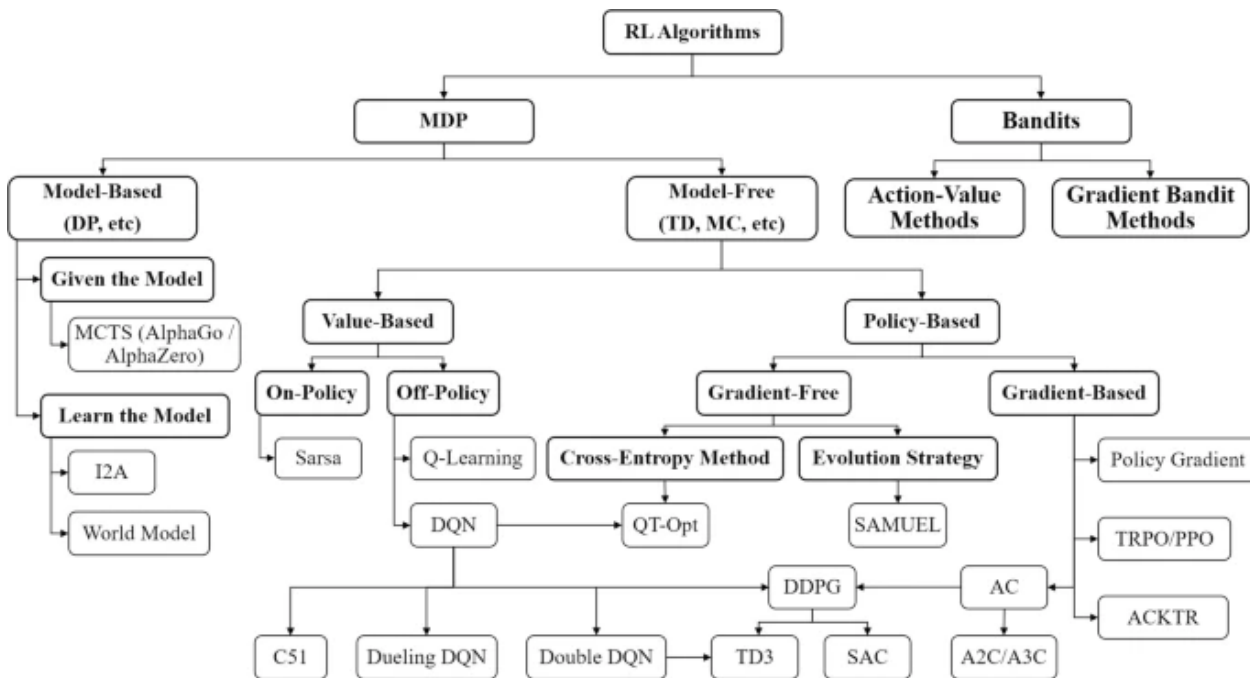 RL Algorithms
MDP
Bandits
Model-Based
(DP, etc)
Model-Free
(TD, MC, etc)
Action-Value
Methods
Gradient Bandit
Methods
Given the Model
MCTS (AlphaGo /
AlphaZero)
Value-Based
Policy-Based
On-Policy
Off-Policy
Gradient-Free
Gradient-Based
Learn the Model
Sarsa
Q-Learning
Cross-Entropy Method
Evolution Strategy
Policy Gradient
I2A
World Model
DQN
QT-Opt
SAMUEL
TRPO/PPO
DDPG
AC
ACKTR
C51
Dueling DQN
Double DQN
TD3
SAC
A2C/A3C